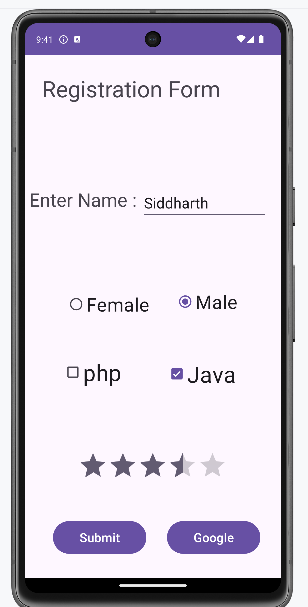 9:41
Registration Form
Enter Name : Siddharth
Female Male
php Java
Submit Google